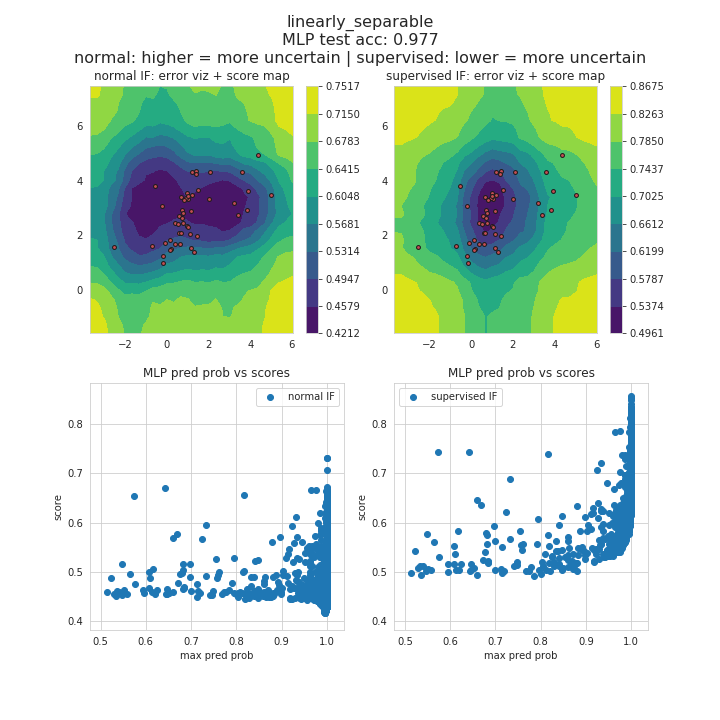 linearly_separable
MLP test acc: 0.977
normal: higher = more uncertain | supervised: lower = more uncertain
normal IF: error viz + score map
6
4
2
0
−2 0 2 4 6
0.7517
0.7150
0.6783
0.6415
0.6048
0.5681
0.5314
0.4947
0.4579
0.4212
supervised IF: error viz + score map
6
4
2
0
−2 0 2 4 6
0.8675
0.8263
0.7850
0.7437
0.7025
0.6612
0.6199
0.5787
0.5374
0.4961
MLP pred prob vs scores
normal IF
score
0.8
0.7
0.6
0.5
0.4
0.5 0.6 0.7 0.8 0.9 1.0
max pred prob
MLP pred prob vs scores
supervised IF
score
0.8
0.7
0.6
0.5
0.4
0.5 0.6 0.7 0.8 0.9 1.0
max pred prob